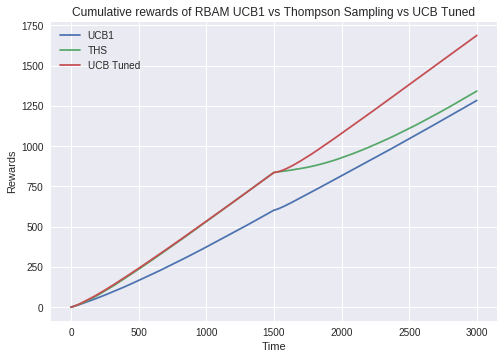 Cumulative rewards of RBAM UCB1 vs Thompson Sampling vs UCB Tuned
1750
1500
1250
1000
750
500
250
0
Rewards
UCB1
THS
UCB Tuned
0 500 1000 1500 2000 2500 3000
Time